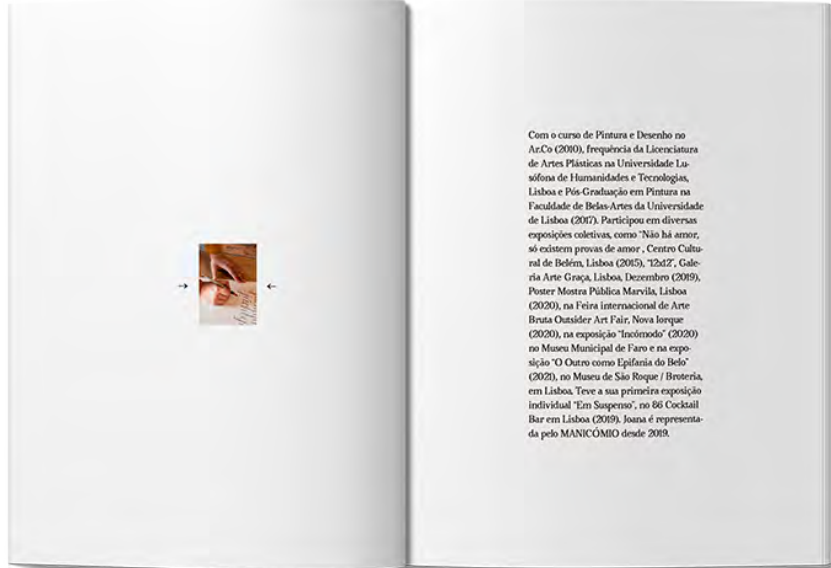 Com o curso de Pintura e Desenho no
Ar.Co (2010), frequência da Licenciatura
de Artes Plásticas na Universidade Lu-
sófona de Humanidades e Tecnologias,
Lisboa e Pós-Graduação em Pintura na
Faculdade de Belas-Artes da Universidade
de Lisboa (2017). Participou em diversas
exposições coletivas, como "Não há amor,
só existem provas de amor , Centro Cultu-
ral de Belém, Lisboa (2015), "12x12", Gale-
ria Arte Graça, Lisboa, Dezembro (2019),
Poster Mostra Pública Marvila, Lisboa
(2020), na Feira internacional de Arte
Bruta Outsider Art Fair, Nova Iorque
(2020), na exposição "Incómodo" (2020)
no Museu Municipal de Faro e na expo-
sição "O Outro como Epifania do Belo"
(2021), no Museu de São Roque / Broteria,
em Lisboa. Teve a sua primeira exposição
individual "Em Suspenso", no 86 Cocktail
Bar em Lisboa (2019). Joana é representa-
da pelo MANICÓMIO desde 2019.